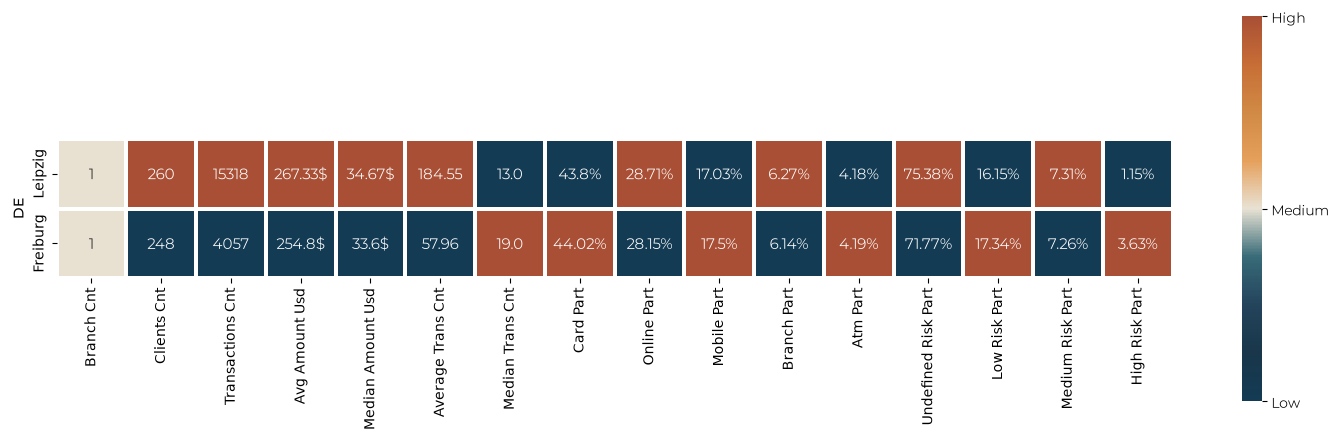 High
Medium
Low
DE
Leipzig
1 260 15318 267.33$ 34.67$ 184.55 13.0 43.8% 28.71% 17.03% 6.27% 4.18% 75.38% 16.15% 7.31% 1.15%
Freiburg
1 248 4057 254.8$ 33.6$ 57.96 19.0 44.02% 28.15% 17.5% 6.14% 4.19% 71.77% 17.34% 7.26% 3.63%
Branch Cnt
Clients Cnt
Transactions Cnt
Avg Amount Usd
Median Amount Usd
Average Trans Cnt
Median Trans Cnt
Card Part
Online Part
Mobile Part
Branch Part
Atm Part
Undefined Risk Part
Low Risk Part
Medium Risk Part
High Risk Part